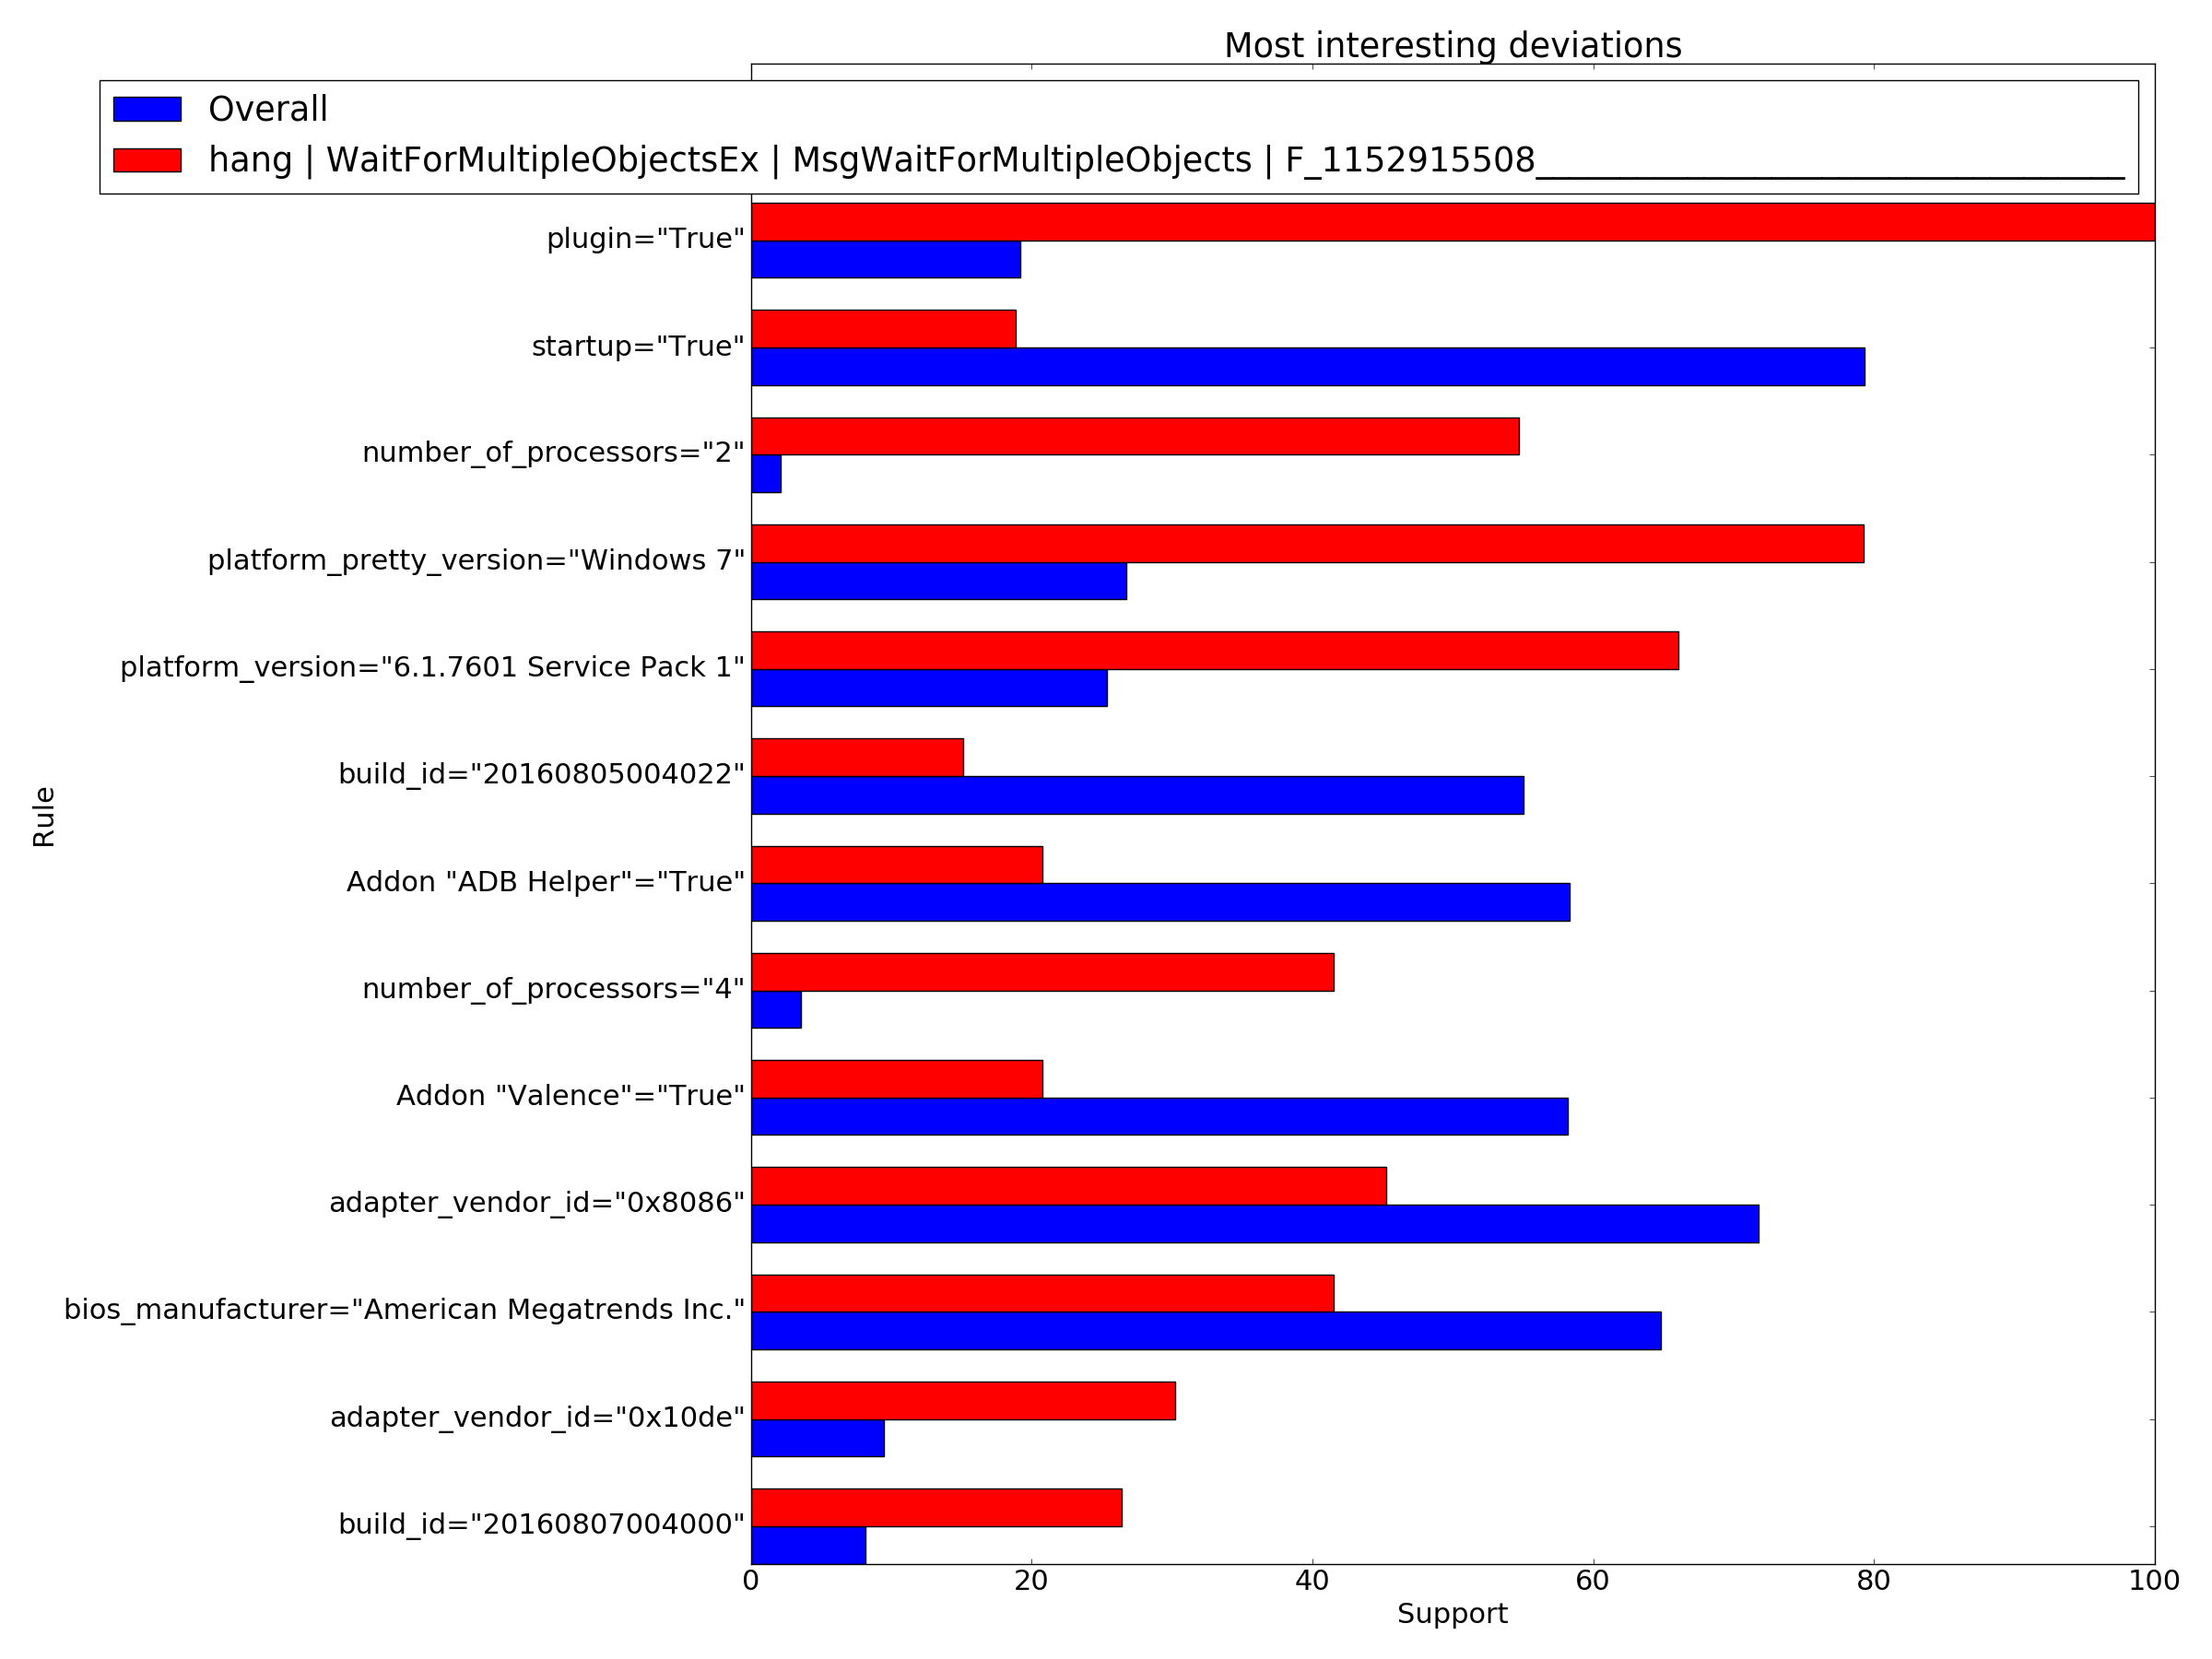 Most interesting deviations
Overall
hang | WaitForMultipleObjectsEx | MsgWaitForMultipleObjects | F_1152915508___________________________________
plugin="True"
startup="True"
number_of_processors="2"
platform_pretty_version="Windows 7"
platform_version="6.1.7601 Service Pack 1"
build_id="20160805004022"
Rule
Addon "ADB Helper"="True"
number_of_processors="4"
Addon "Valence"="True"
adapter_vendor_id="0x8086"
bios_manufacturer="American Megatrends Inc."
adapter_vendor_id="0x10de"
build_id="20160807004000"
0 20 40 60 80 100
Support